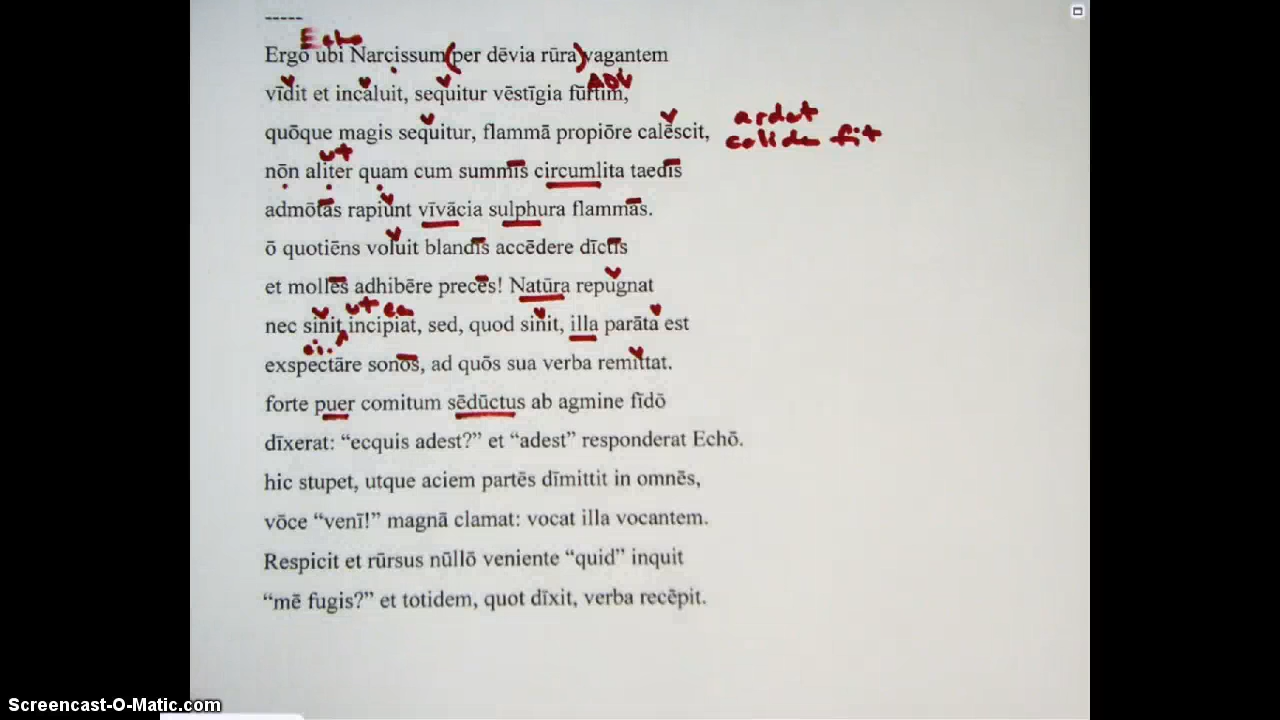 -----
Echo
Ergō ubi Narcissum (per dēvia rūra) vagantem
ADV
vīdit et incaluit, sequitur vēstīgia fūrtim,
ardet
quōque magis sequitur, flammā propiōre calēscit,
calida fit
ut
nōn aliter quam cum summīs circumlita taedīs
admōtās rapiunt vīvācia sulphura flammās.
ō quotiēns voluit blandīs accēdere dīctīs
et mollēs adhibēre precēs! Natūra repugnat
ut ea
nec sinit incipiat, sed, quod sinit, illa parāta est
ei
exspectāre sonōs, ad quōs sua verba remittat.
forte puer comitum sēdūctus ab agmine fīdō
dīxerat: “ecquis adest?” et “adest” responderat Echō.
hic stupet, utque aciem partēs dīmittit in omnēs,
vōce “venī!” magnā clamat: vocat illa vocantem.
Respicit et rūrsus nūllō veniente “quid” inquit
“mē fugis?” et totidem, quot dīxit, verba recēpit.
Screencast-O-Matic.com